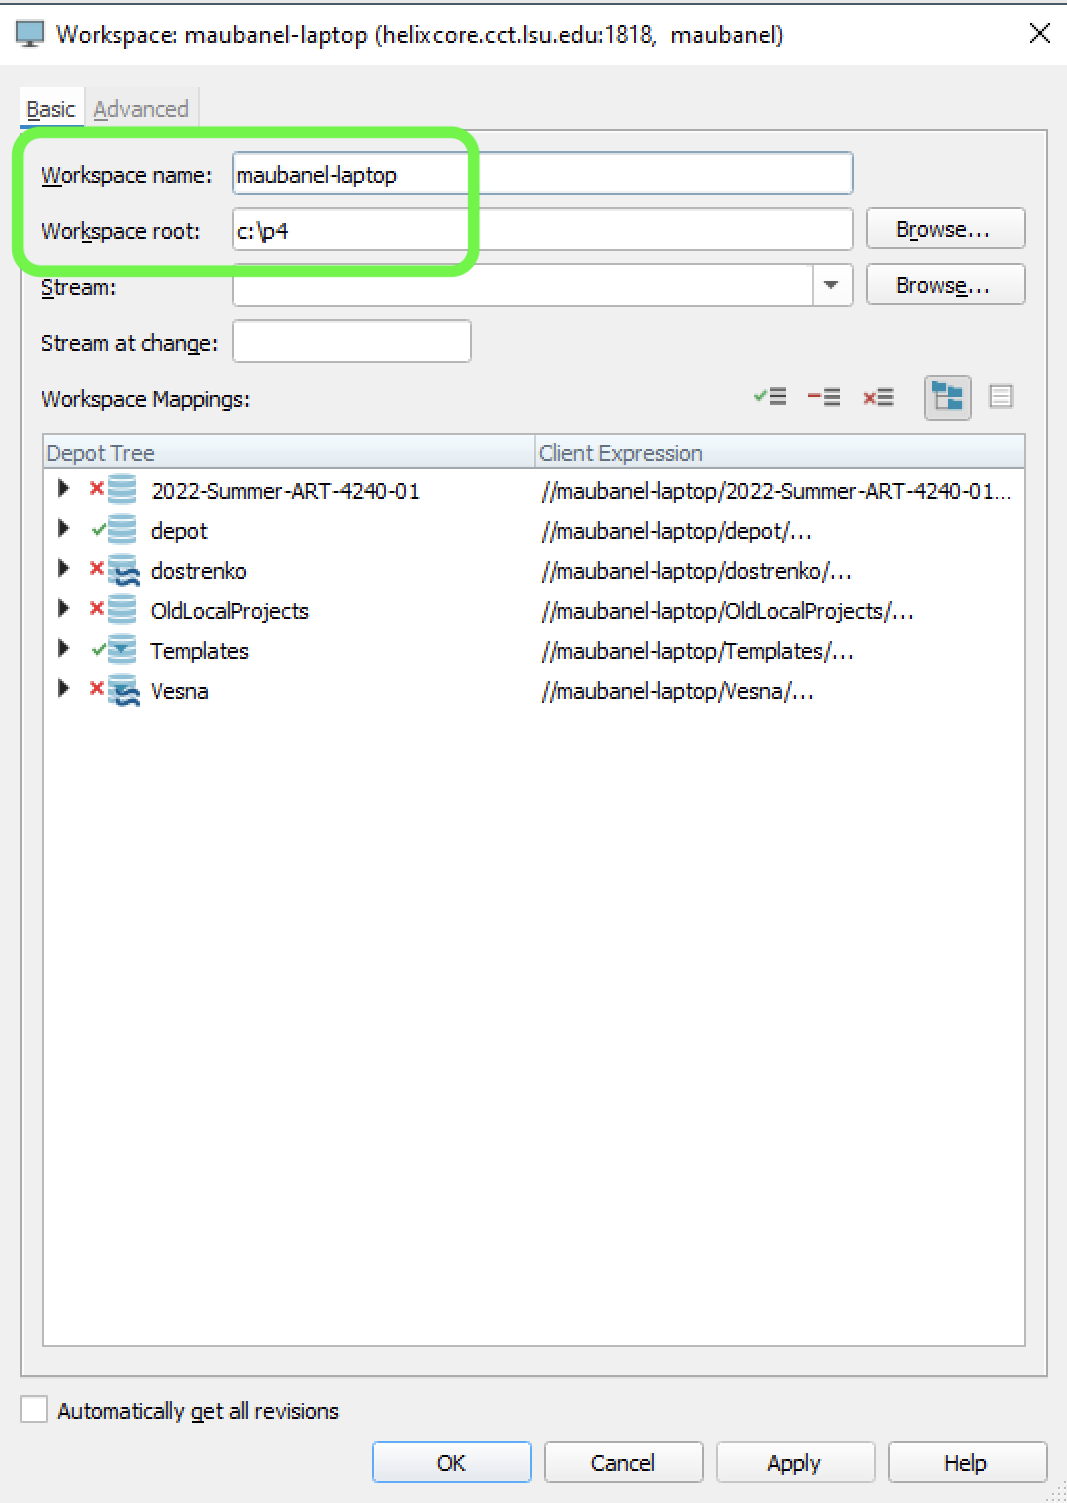 Workspace: maubanel-laptop (helixcore.cct.lsu.edu:1818,  maubanel)
Basic Advanced
Workspace name: maubanel-laptop
Workspace root: c:\p4 Browse...
Stream: Browse...
Stream at change:
Workspace Mappings:
Depot Tree Client Expression
2022-Summer-ART-4240-01 //maubanel-laptop/2022-Summer-ART-4240-01...
depot //maubanel-laptop/depot/...
dostrenko //maubanel-laptop/dostrenko/...
OldLocalProjects //maubanel-laptop/OldLocalProjects/...
Templates //maubanel-laptop/Templates/...
Vesna //maubanel-laptop/Vesna/...
Automatically get all revisions
OK Cancel Apply Help